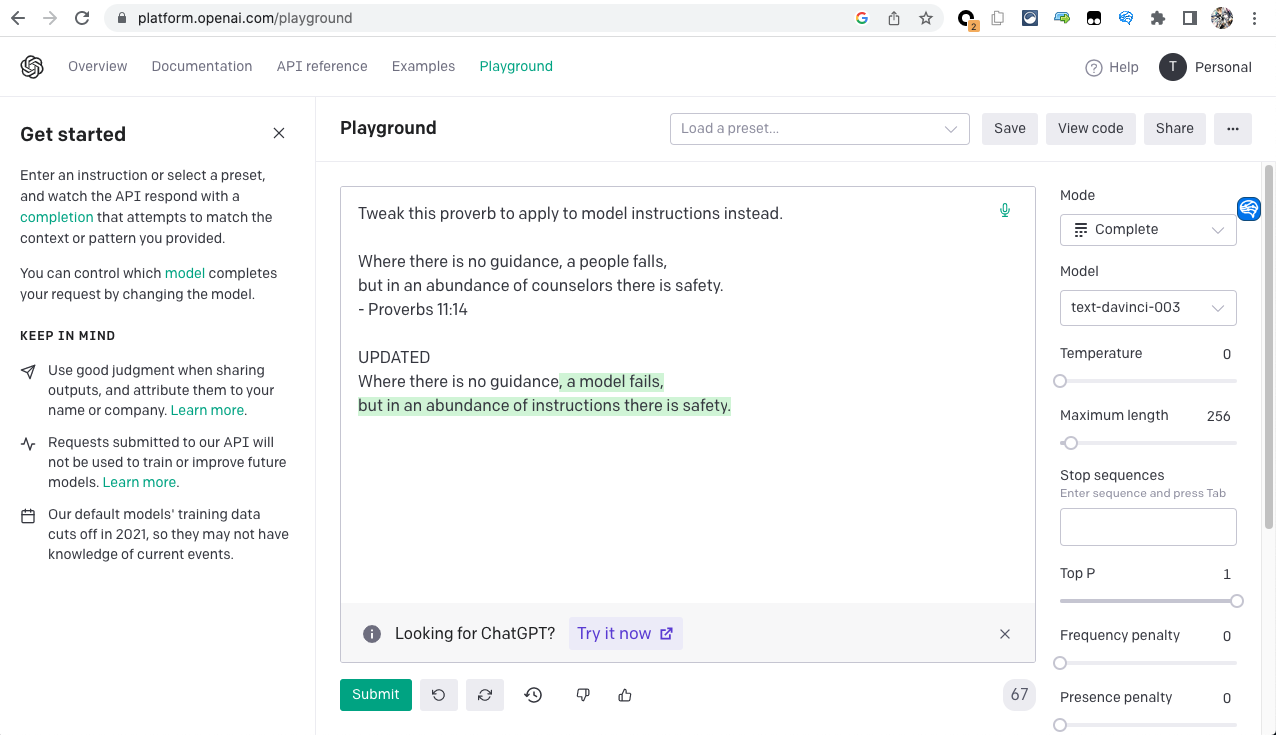 platform.openai.com/playground
2
Overview
Documentation
API reference
Examples
Playground
Help
T
Personal
Get started
Enter an instruction or select a preset,
and watch the API respond with a
completion that attempts to match the
context or pattern you provided.
You can control which model completes
your request by changing the model.
KEEP IN MIND
Use good judgment when sharing
outputs, and attribute them to your
name or company. Learn more.
Requests submitted to our API will
not be used to train or improve future
models. Learn more.
Our default models' training data
cuts off in 2021, so they may not have
knowledge of current events.
Playground
Load a preset...
Save
View code
Share
...
Tweak this proverb to apply to model instructions instead.
Where there is no guidance, a people falls,
but in an abundance of counselors there is safety.
- Proverbs 11:14
UPDATED
Where there is no guidance, a model fails,
but in an abundance of instructions there is safety.
Looking for ChatGPT?
Try it now
Submit
67
Mode
Complete
Model
text-davinci-003
Temperature
0
Maximum length
256
Stop sequences
Enter sequence and press Tab
Top P
1
Frequency penalty
0
Presence penalty
0